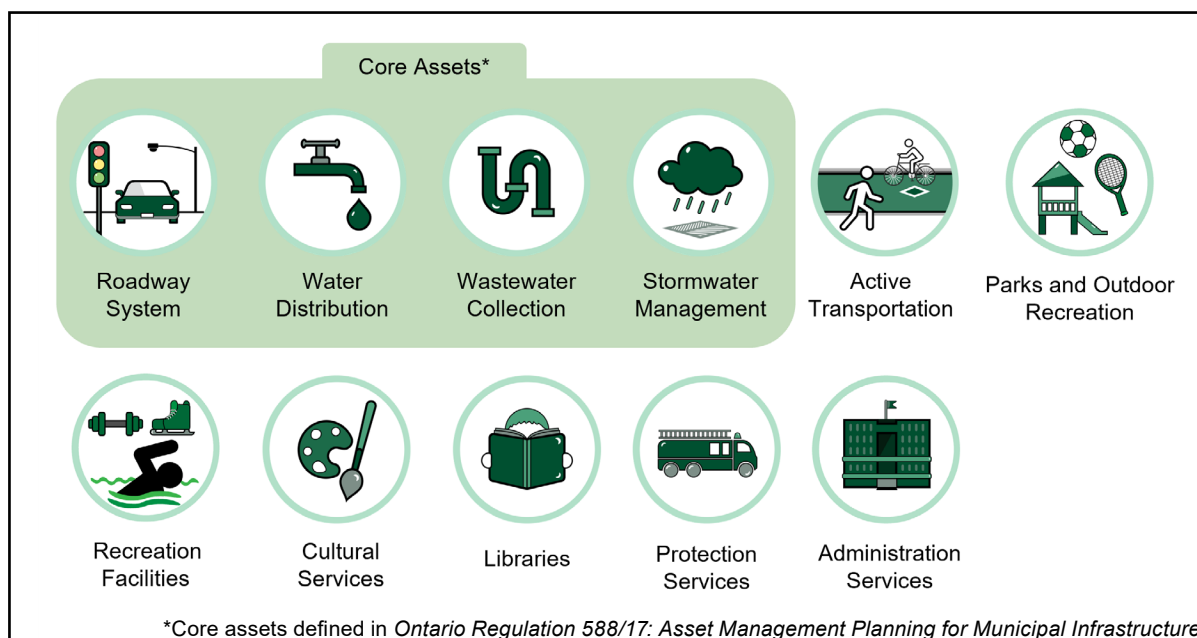 Core Assets*
Roadway
System
Water
Distribution
Wastewater
Collection
Stormwater
Management
Active
Transportation
Parks and Outdoor
Recreation
Recreation
Facilities
Cultural
Services
Libraries
Protection
Services
Administration
Services
*Core assets defined in Ontario Regulation 588/17: Asset Management Planning for Municipal Infrastructure